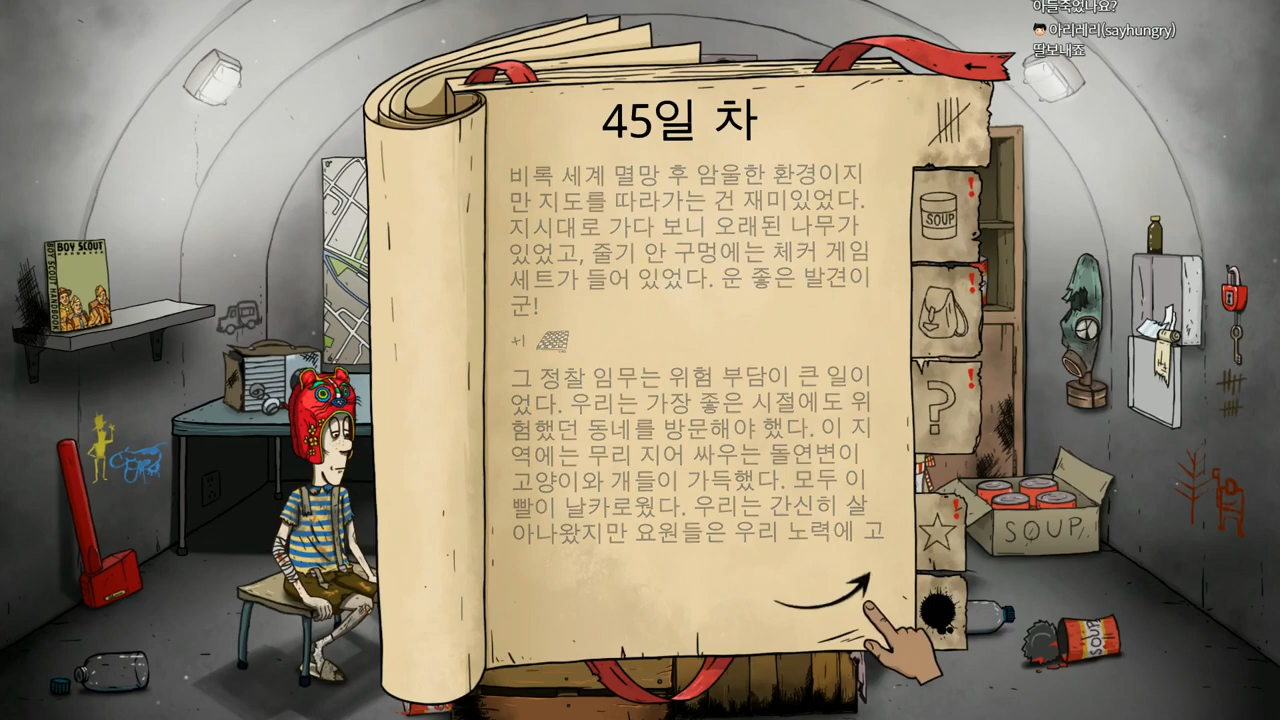 아들죽었나요?
아리레리(sayhungry)
딸보내죠
45일 차
비록 세계 멸망 후 암울한 환경이지
만 지도를 따라가는 건 재미있었다.
지시대로 가다 보니 오래된 나무가
있었고, 줄기 안 구멍에는 체커 게임
세트가 들어 있었다. 운 좋은 발견이
군!
+1
그 정찰 임무는 위험 부담이 큰 일이
었다. 우리는 가장 좋은 시절에도 위
험했던 동네를 방문해야 했다. 이 지
역에는 무리 지어 싸우는 돌연변이
고양이와 개들이 가득했다. 모두 이
빨이 날카로웠다. 우리는 간신히 살
아나왔지만 요원들은 우리 노력에 고
BOY SCOUT
BOY SCOUT HANDBOOK
SOUP
?
SOUP
SOUP